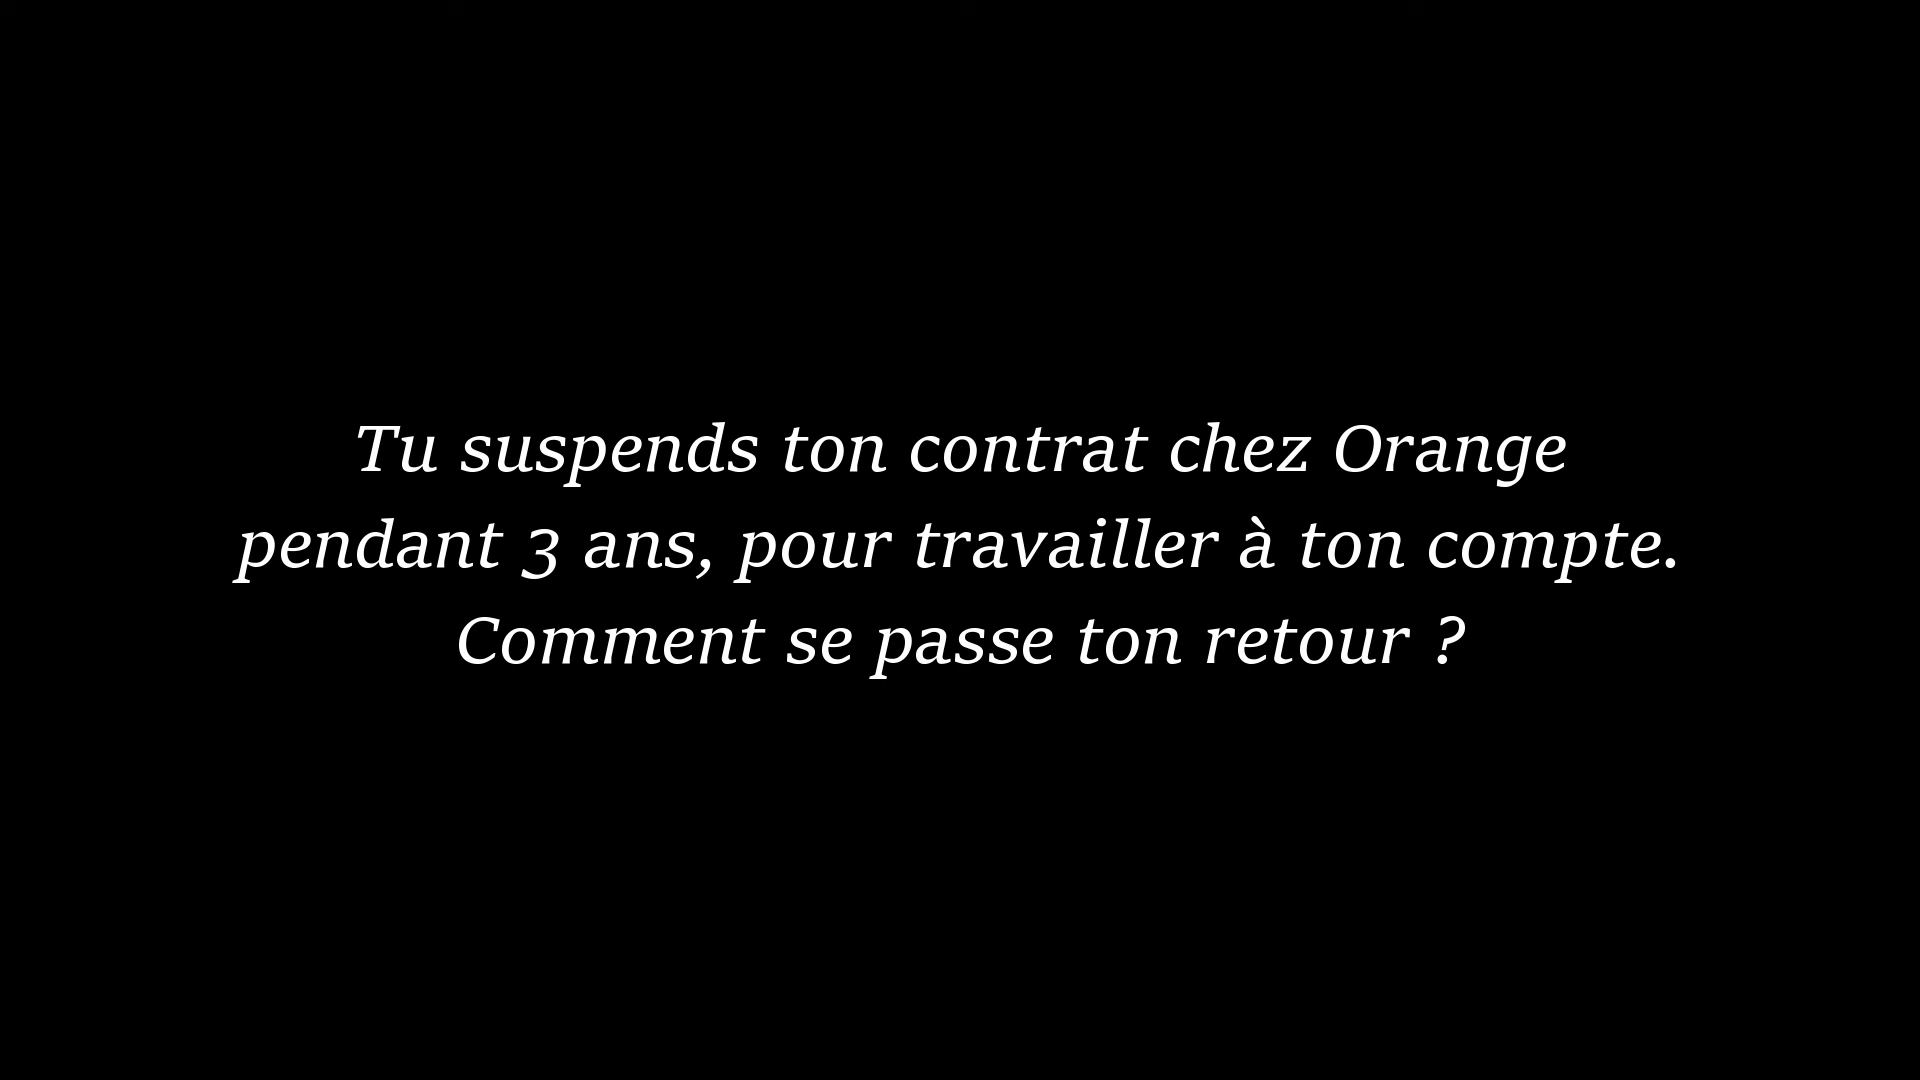 Tu suspends ton contrat chez Orange
pendant 3 ans, pour travailler à ton compte.
Comment se passe ton retour ?